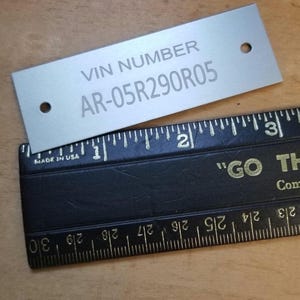 VIN NUMBER
AR-05R290R05
1 2 3
MADE IN USA
"GO TH
Com
30 29 28 27 26 25 24 23